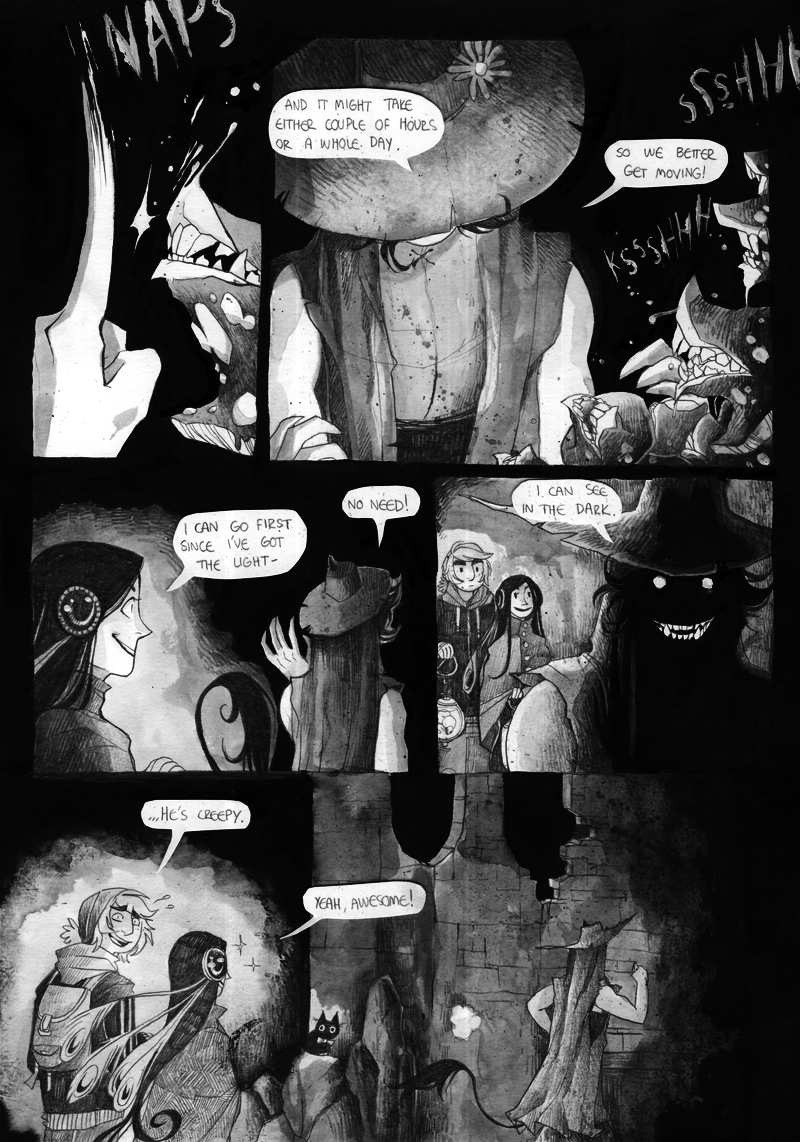 NAPS
AND IT MIGHT TAKE
EITHER COUPLE OF HOURS
OR A WHOLE DAY.
SSSHHH
SO WE BETTER
GET MOVING!
KSSSHHH
I CAN GO FIRST
SINCE I'VE GOT
THE LIGHT-
NO NEED!
I CAN SEE
IN THE DARK.
...HE'S CREEPY.
YEAH, AWESOME!